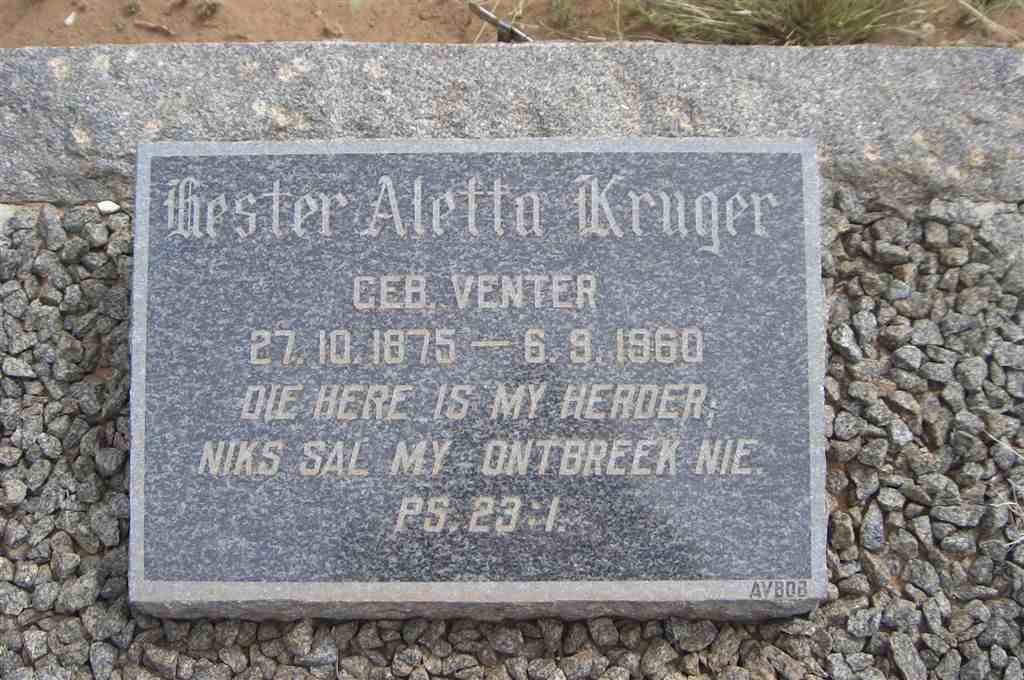 Hester Aletta Kruger
GEB. VENTER
27.10.1875 — 6.9.1960
DIE HERE IS MY HERDER;
NIKS SAL MY ONTBREEK NIE.
PS. 23:1.
AVBOB